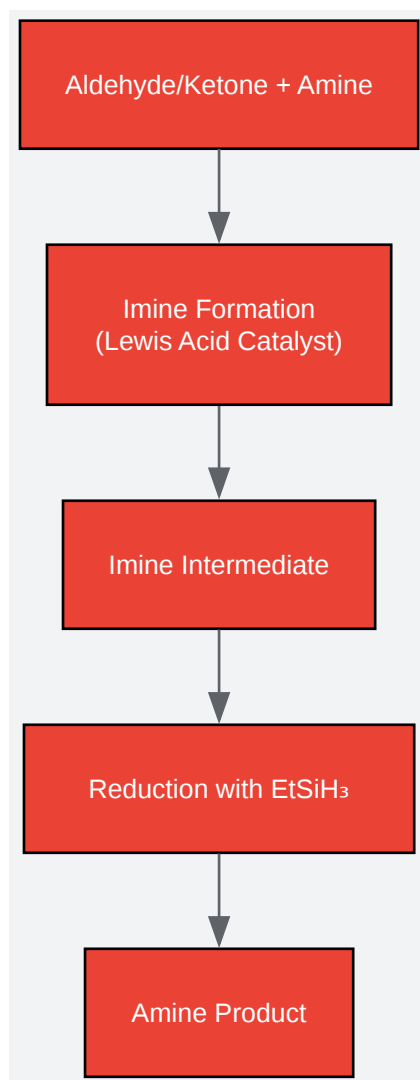 Aldehyde/Ketone + Amine
Imine Formation
(Lewis Acid Catalyst)
Imine Intermediate
Reduction with EtSiH₃
Amine Product